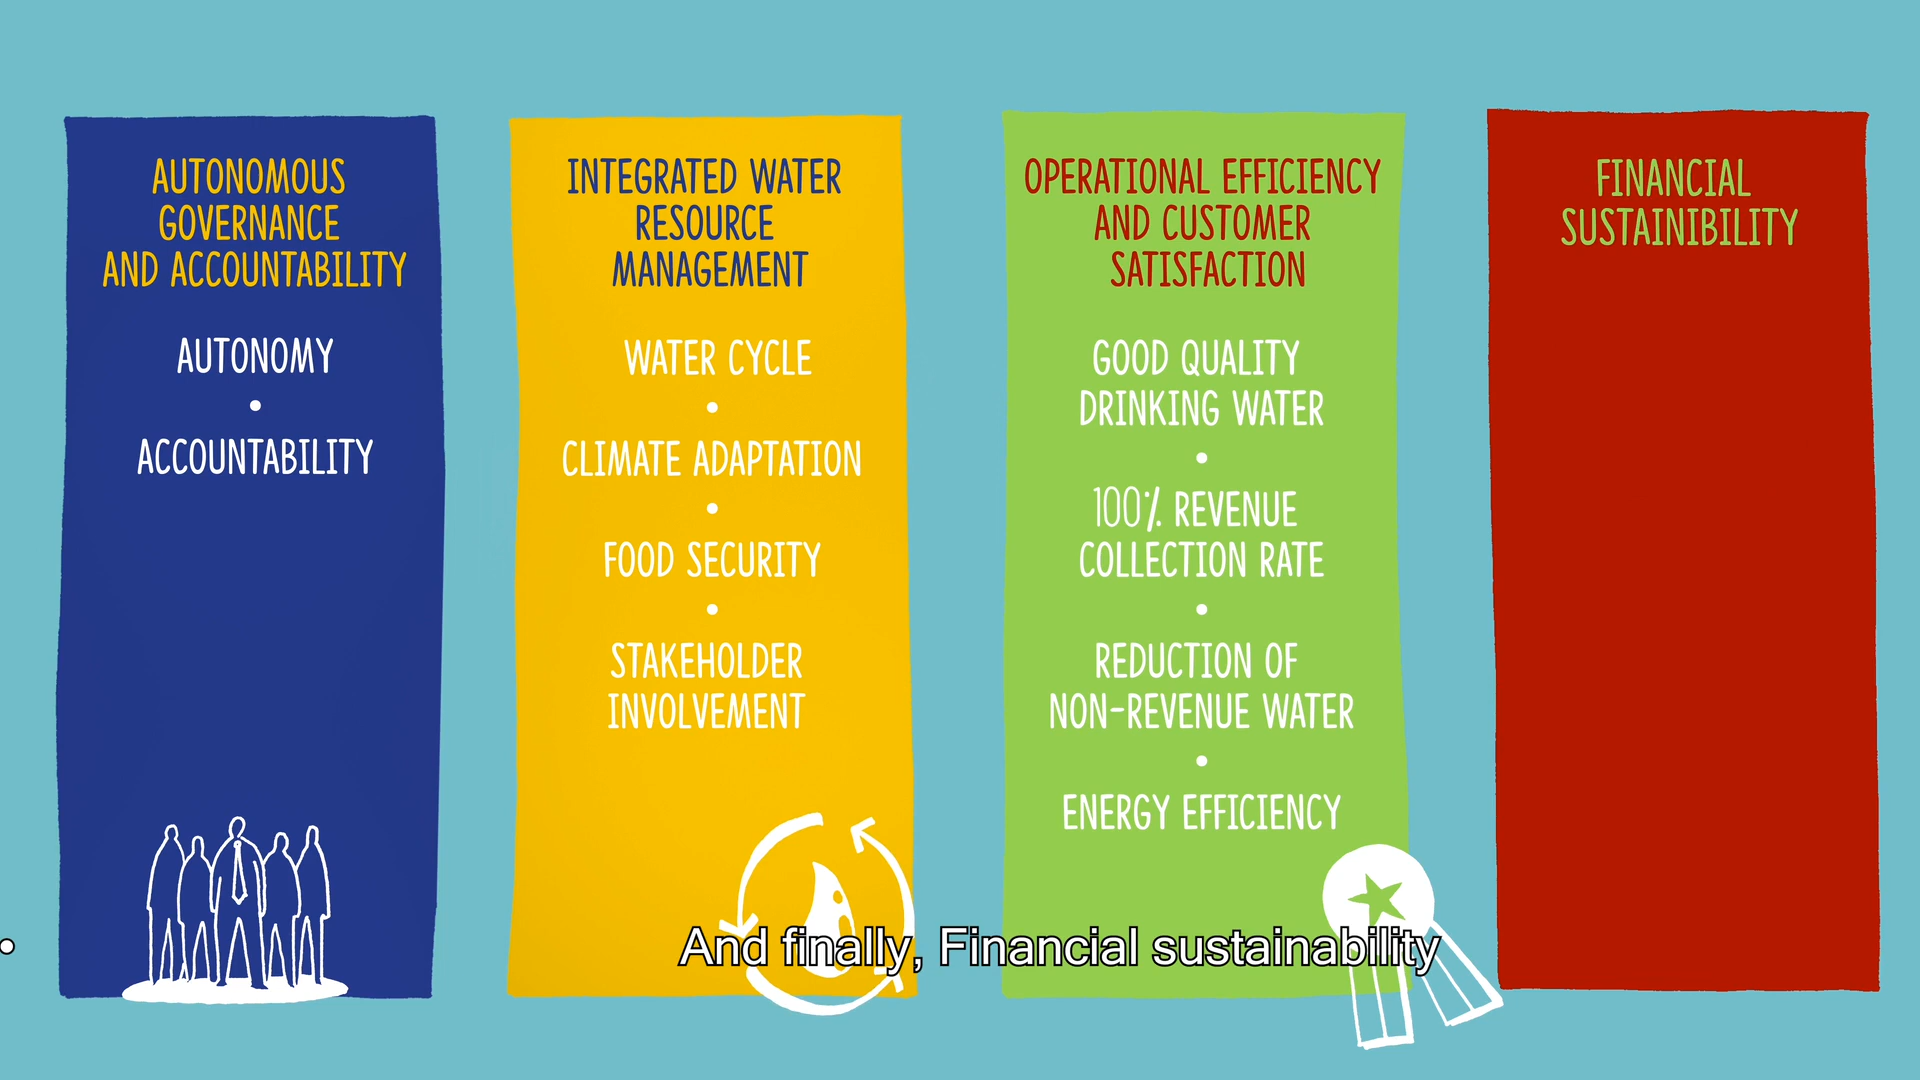 AUTONOMOUS
GOVERNANCE
AND ACCOUNTABILITY
AUTONOMY
•
ACCOUNTABILITY
INTEGRATED WATER
RESOURCE
MANAGEMENT
WATER CYCLE
•
CLIMATE ADAPTATION
•
FOOD SECURITY
•
STAKEHOLDER
INVOLVEMENT
OPERATIONAL EFFICIENCY
AND CUSTOMER
SATISFACTION
GOOD QUALITY
DRINKING WATER
•
100% REVENUE
COLLECTION RATE
•
REDUCTION OF
NON-REVENUE WATER
•
ENERGY EFFICIENCY
FINANCIAL
SUSTAINIBILITY
And finally, Financial sustainability
.